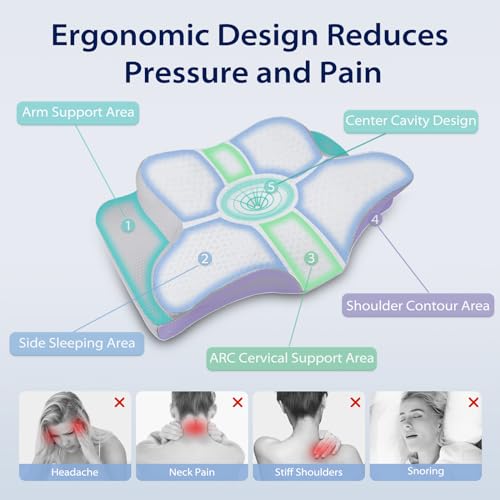 Ergonomic Design Reduces
Pressure and Pain
Arm Support Area
Center Cavity Design
1
5
4
2
3
Shoulder Contour Area
Side Sleeping Area
ARC Cervical Support Area
Headache
Neck Pain
Stiff Shoulders
Snoring